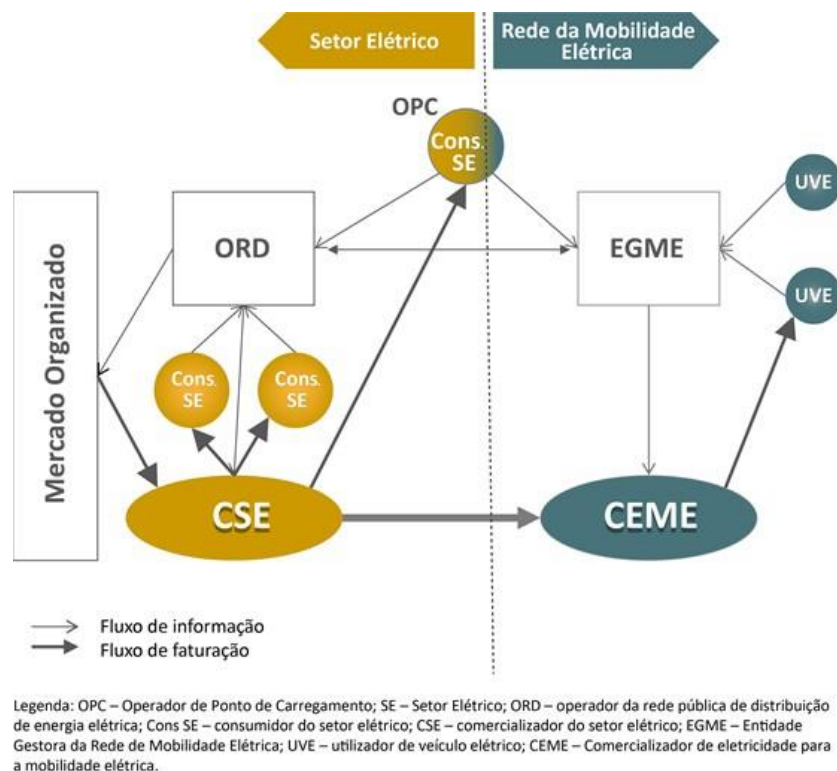 Setor Elétrico
Rede da Mobilidade
Elétrica
OPC
Cons.
SE
UVE
ORD
EGME
UVE
Mercado Organizado
Cons.
SE
Cons.
SE
CSE
CEME
Fluxo de informação
Fluxo de faturação
Legenda: OPC – Operador de Ponto de Carregamento; SE – Setor Elétrico; ORD – operador da rede pública de distribuição
de energia elétrica; Cons SE – consumidor do setor elétrico; CSE – comercializador do setor elétrico; EGME – Entidade
Gestora da Rede de Mobilidade Elétrica; UVE – utilizador de veículo elétrico; CEME – Comercializador de eletricidade para
a mobilidade elétrica.